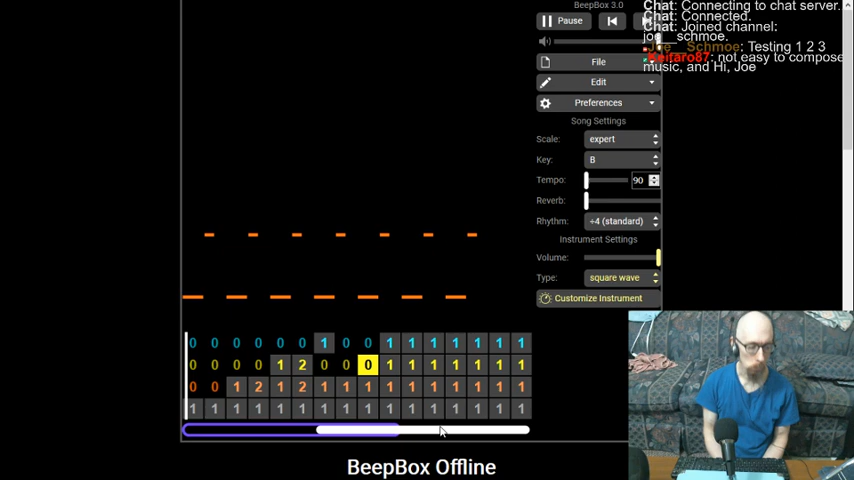 BeepBox 3.0
Pause
File
Edit
Preferences
Song Settings
Scale: expert
Key: B
Tempo: 90
Reverb:
Rhythm: ÷4 (standard)
Instrument Settings
Volume:
Type: square wave
Customize Instrument
Chat: Connecting to chat server.
Chat: Connected.
Chat: Joined channel:
schmoe.
Schmoe: Testing 1 2 3
Keitaro87: not easy to compose
music, and Hi, Joe
0 0 0 0 0 0 1 0 0 1 1 1 1 1 1 1
0 0 0 0 1 2 0 0 0 1 1 1 1 1 1 1
0 0 1 2 1 2 1 1 1 1 1 1 1 1 1 1
1 1 1 1 1 1 1 1 1 1 1 1 1 1 1 1
BeepBox Offline